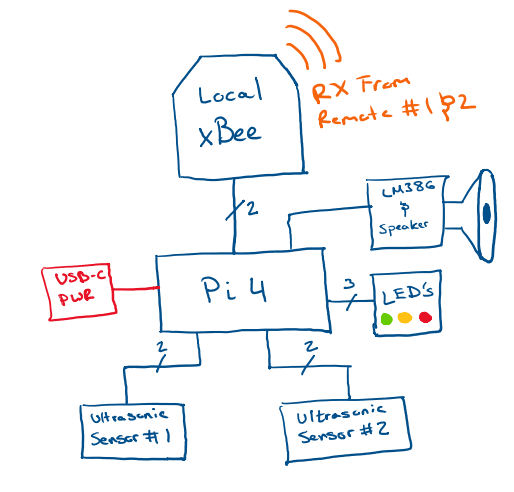 Local
xBee
RX From
Remote #1 & 2
2
LM386
&
Speaker
USB-C
PWR
Pi 4
3
LED's
2
2
Ultrasonic
Sensor #1
Ultrasonic
Sensor #2